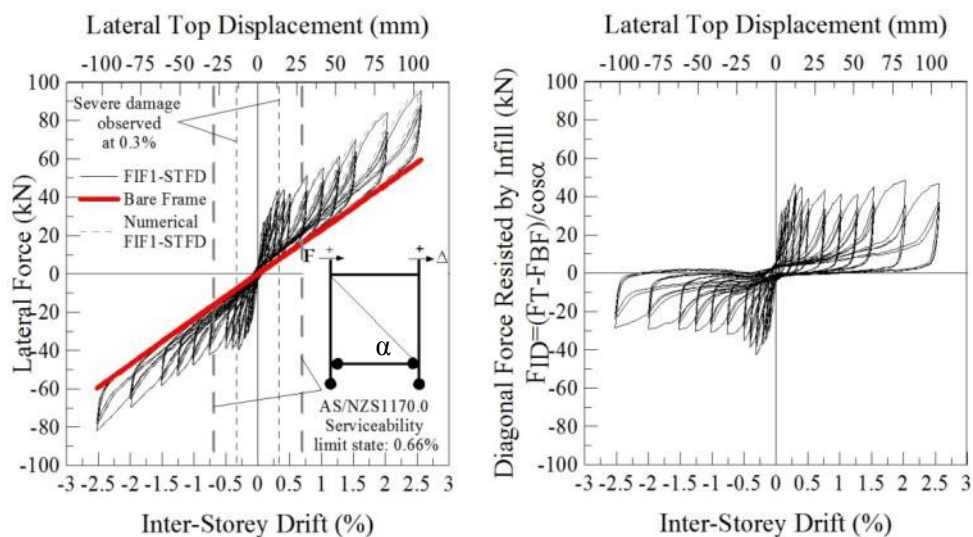 Lateral Top Displacement (mm)
-100 -75 -50 -25 0 25 50 75 100
100
80
60
40
20
0
-20
-40
-60
-80
-100
Lateral Force (kN)
Severe damage
observed
at 0.3%
FIF1-STFD
Bare Frame
Numerical
FIF1-STFD
F
+
+
Δ
α
AS/NZS1170.0
Serviceability
limit state: 0.66%
-3 -2.5 -2 -1.5 -1 -0.5 0 0.5 1 1.5 2 2.5 3
Inter-Storey Drift (%)
Lateral Top Displacement (mm)
-100 -75 -50 -25 0 25 50 75 100
100
80
60
40
20
0
-20
-40
-60
-80
-100
Diagonal Force Resisted by Infill (kN)
FID=(FT-FBF)/cosα
-3 -2.5 -2 -1.5 -1 -0.5 0 0.5 1 1.5 2 2.5 3
Inter-Storey Drift (%)